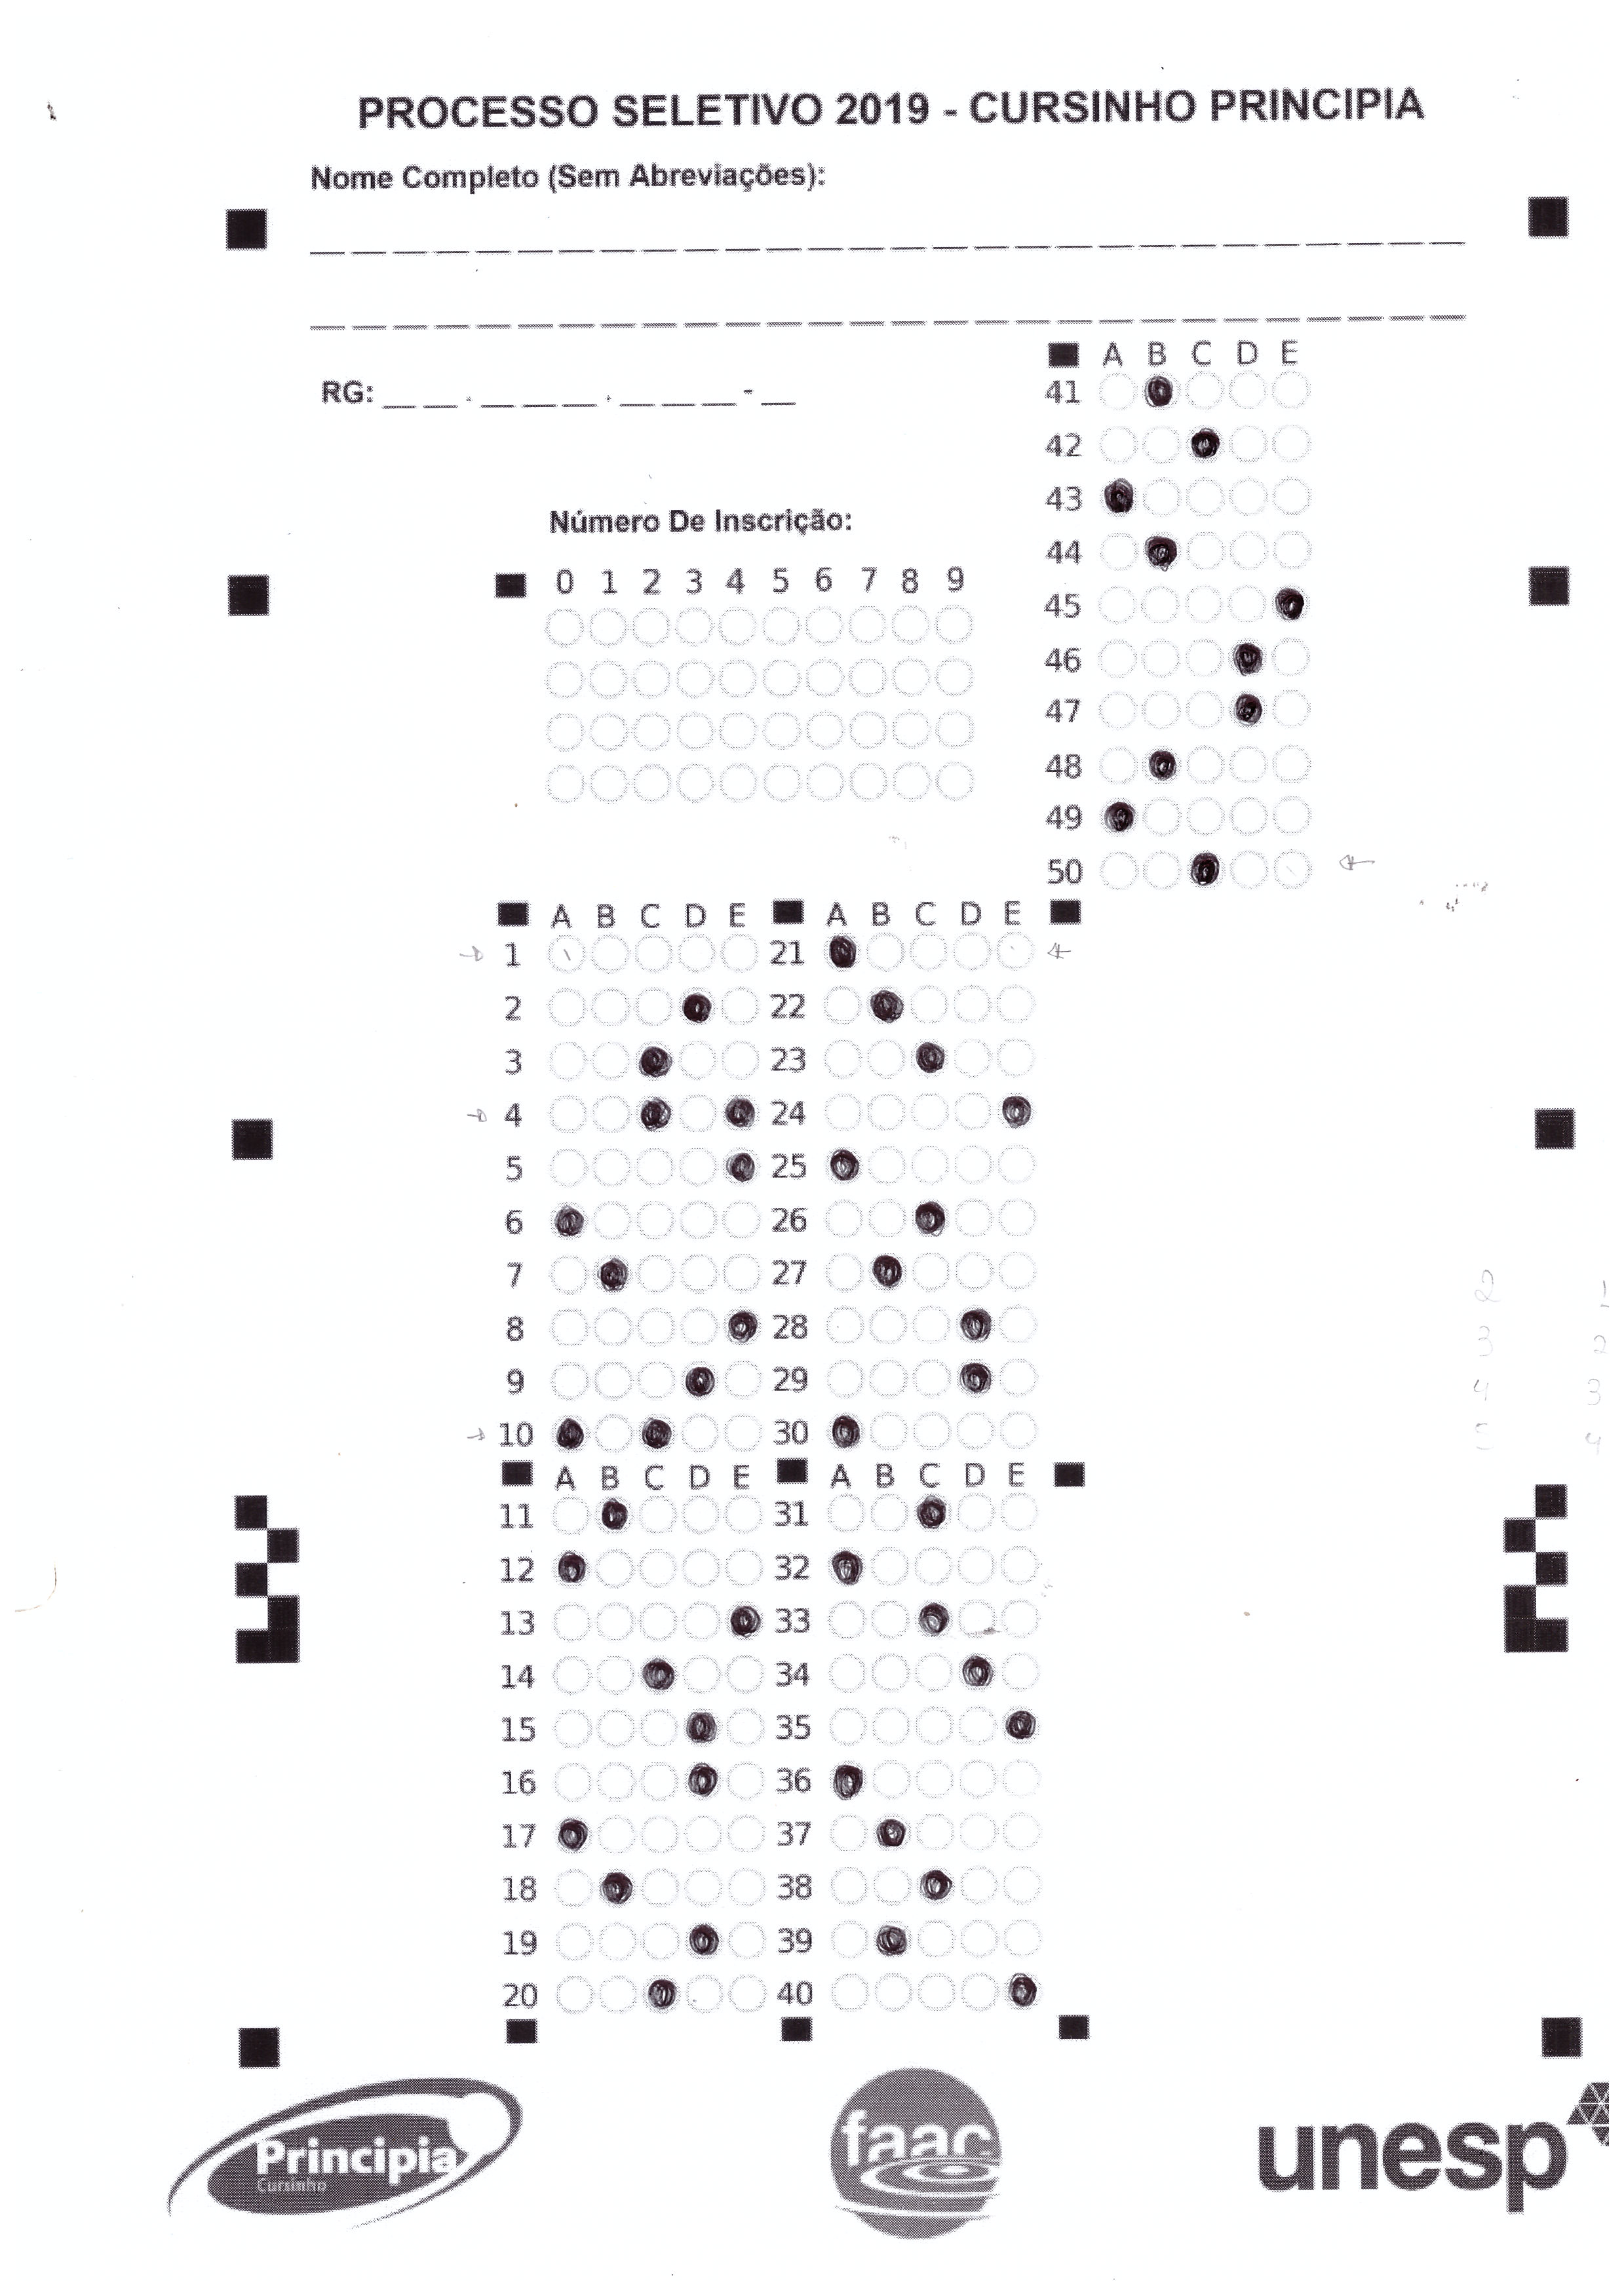 PROCESSO SELETIVO 2019 - CURSINHO PRINCIPIA
Nome Completo (Sem Abreviações):
RG: __ __ . __ __ __ . __ __ __ - __
A B C D E
41
42
43
44
45
46
47
48
49
50
Número De Inscrição:
0 1 2 3 4 5 6 7 8 9
A B C D E A B C D E
1 21
2 22
3 23
4 24
5 25
6 26
7 27
8 28
9 29
10 30
A B C D E A B C D E
11 31
12 32
13 33
14 34
15 35
16 36
17 37
18 38
19 39
20 40
2 1
3 2
4 3
4
Principia
Cursinho
faac
unesp